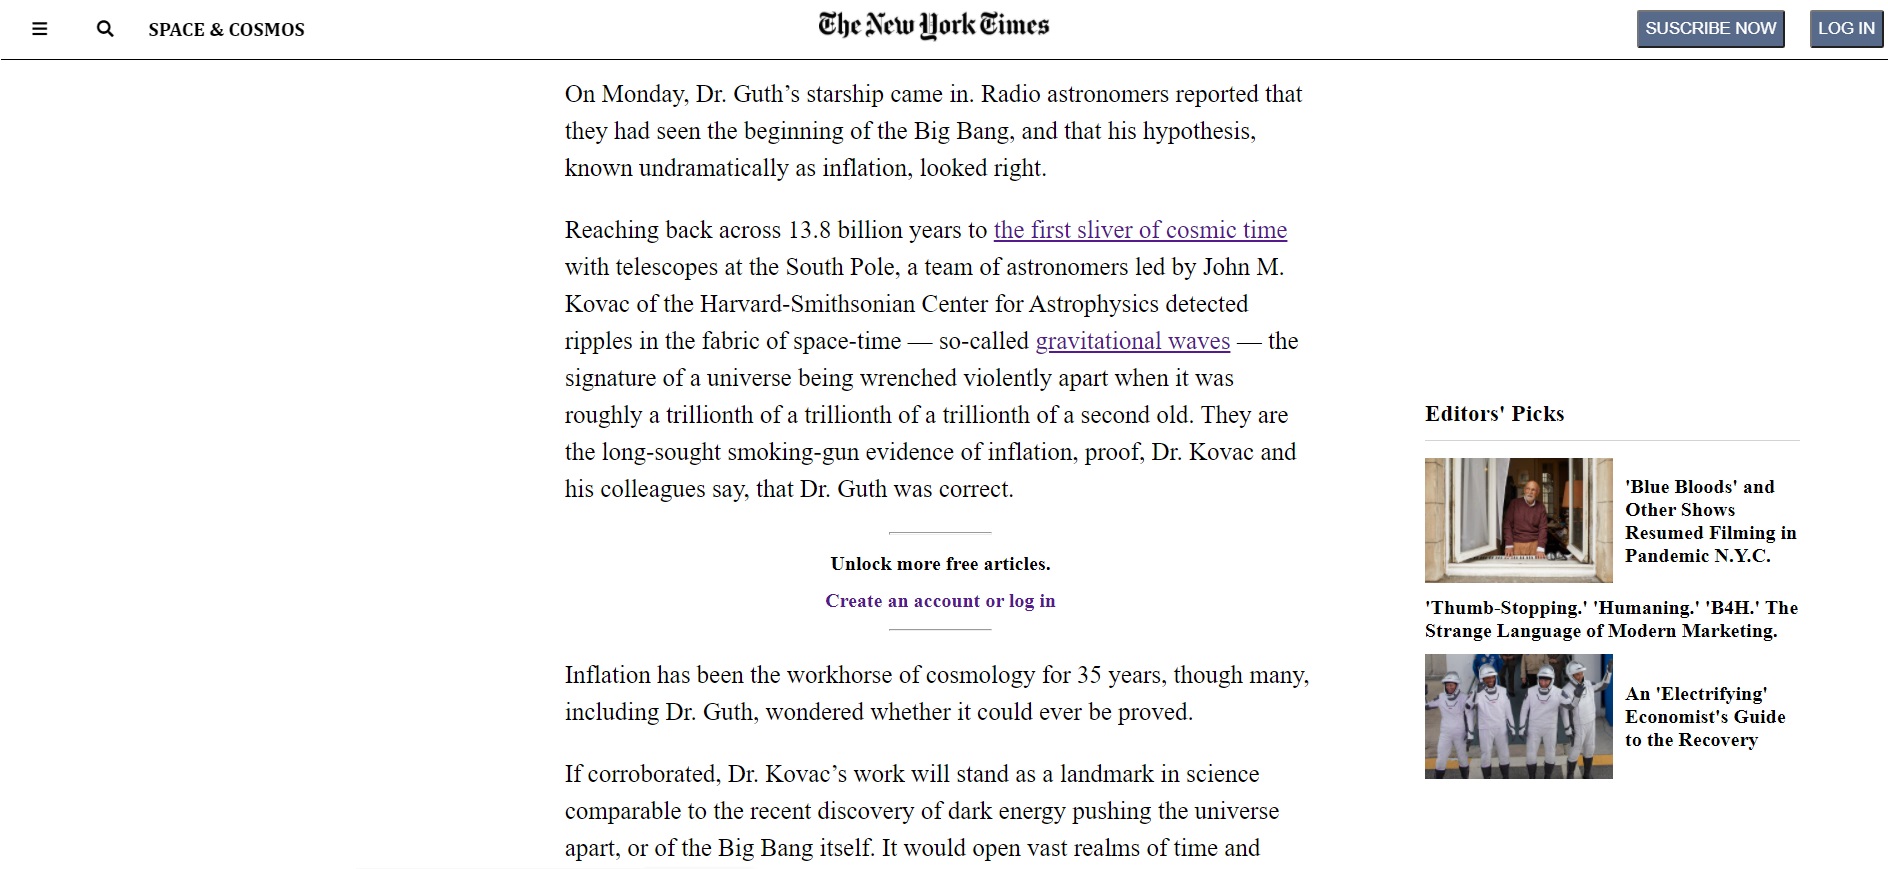 SPACE & COSMOS
The New York Times
SUSCRIBE NOW
LOG IN
On Monday, Dr. Guth’s starship came in. Radio astronomers reported that
they had seen the beginning of the Big Bang, and that his hypothesis,
known undramatically as inflation, looked right.
Reaching back across 13.8 billion years to the first sliver of cosmic time
with telescopes at the South Pole, a team of astronomers led by John M.
Kovac of the Harvard-Smithsonian Center for Astrophysics detected
ripples in the fabric of space-time — so-called gravitational waves — the
signature of a universe being wrenched violently apart when it was
roughly a trillionth of a trillionth of a trillionth of a second old. They are
the long-sought smoking-gun evidence of inflation, proof, Dr. Kovac and
his colleagues say, that Dr. Guth was correct.
Unlock more free articles.
Create an account or log in
Inflation has been the workhorse of cosmology for 35 years, though many,
including Dr. Guth, wondered whether it could ever be proved.
If corroborated, Dr. Kovac’s work will stand as a landmark in science
comparable to the recent discovery of dark energy pushing the universe
apart, or of the Big Bang itself. It would open vast realms of time and
Editors' Picks
'Blue Bloods' and
Other Shows
Resumed Filming in
Pandemic N.Y.C.
'Thumb-Stopping.' 'Humaning.' 'B4H.' The
Strange Language of Modern Marketing.
An 'Electrifying'
Economist's Guide
to the Recovery